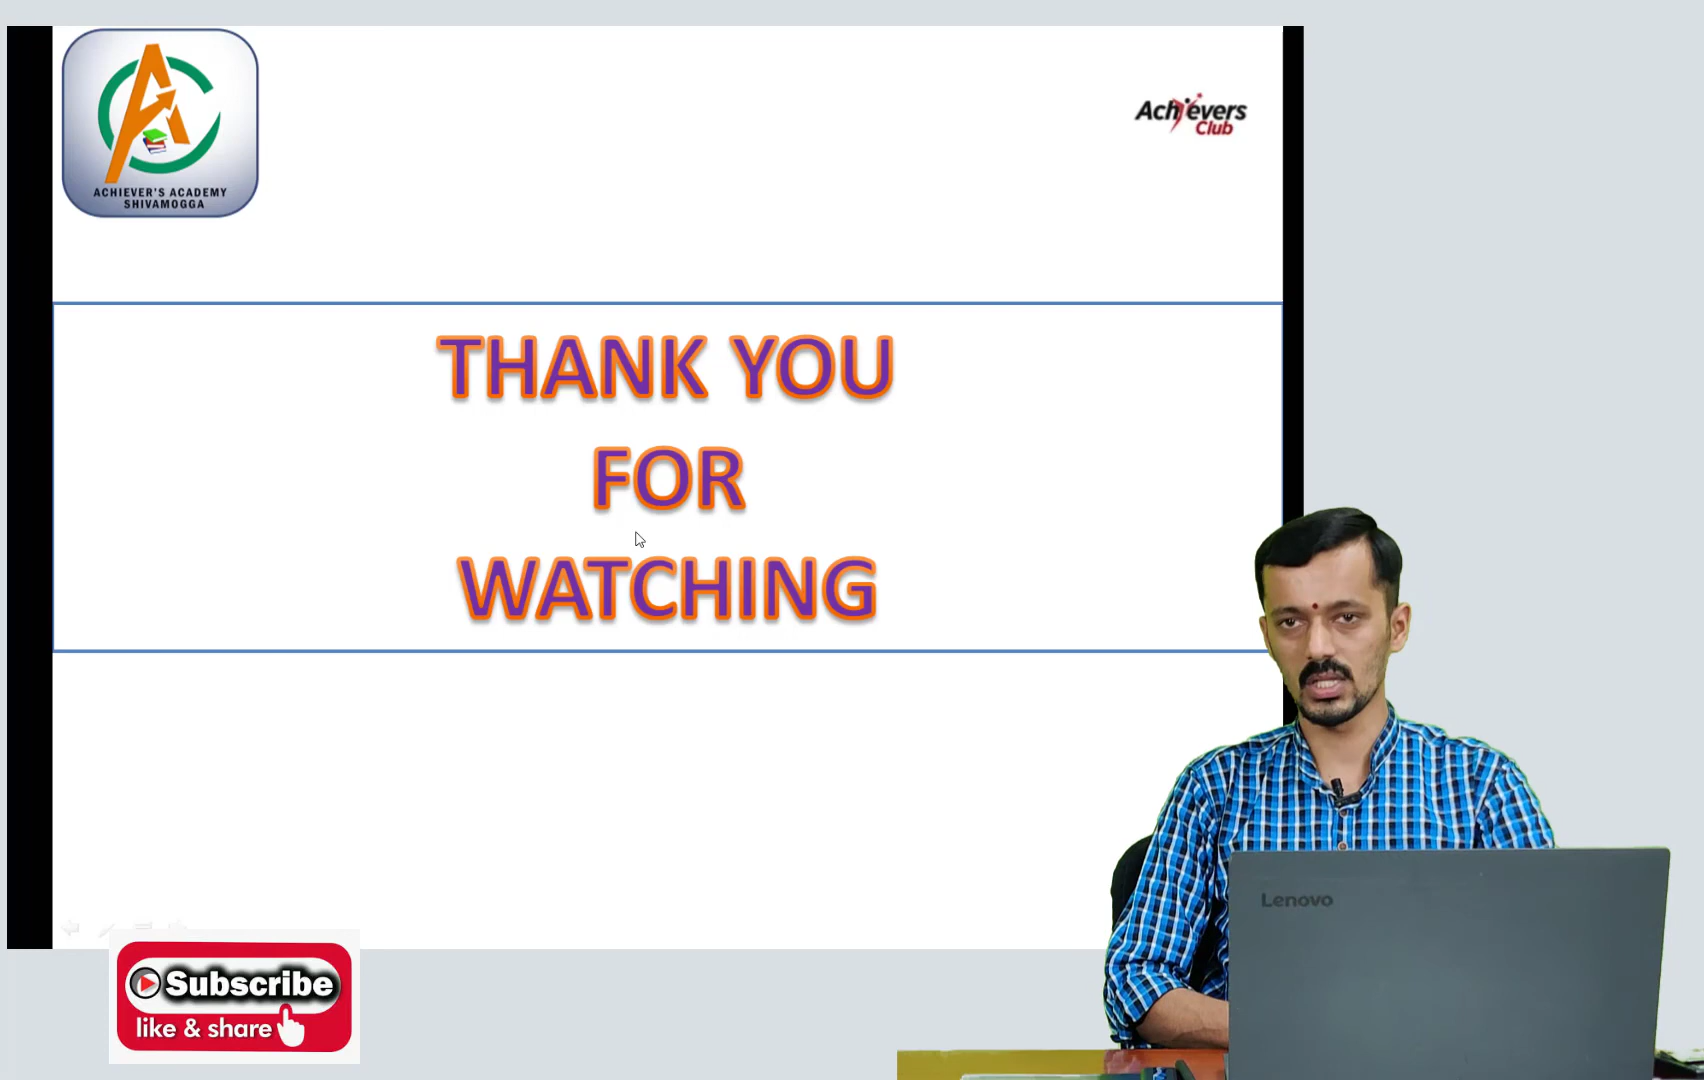 ACHIEVER'S ACADEMY
SHIVAMOGGA
Achievers
Club
THANK YOU
FOR
WATCHING
Lenovo
Subscribe
like & share